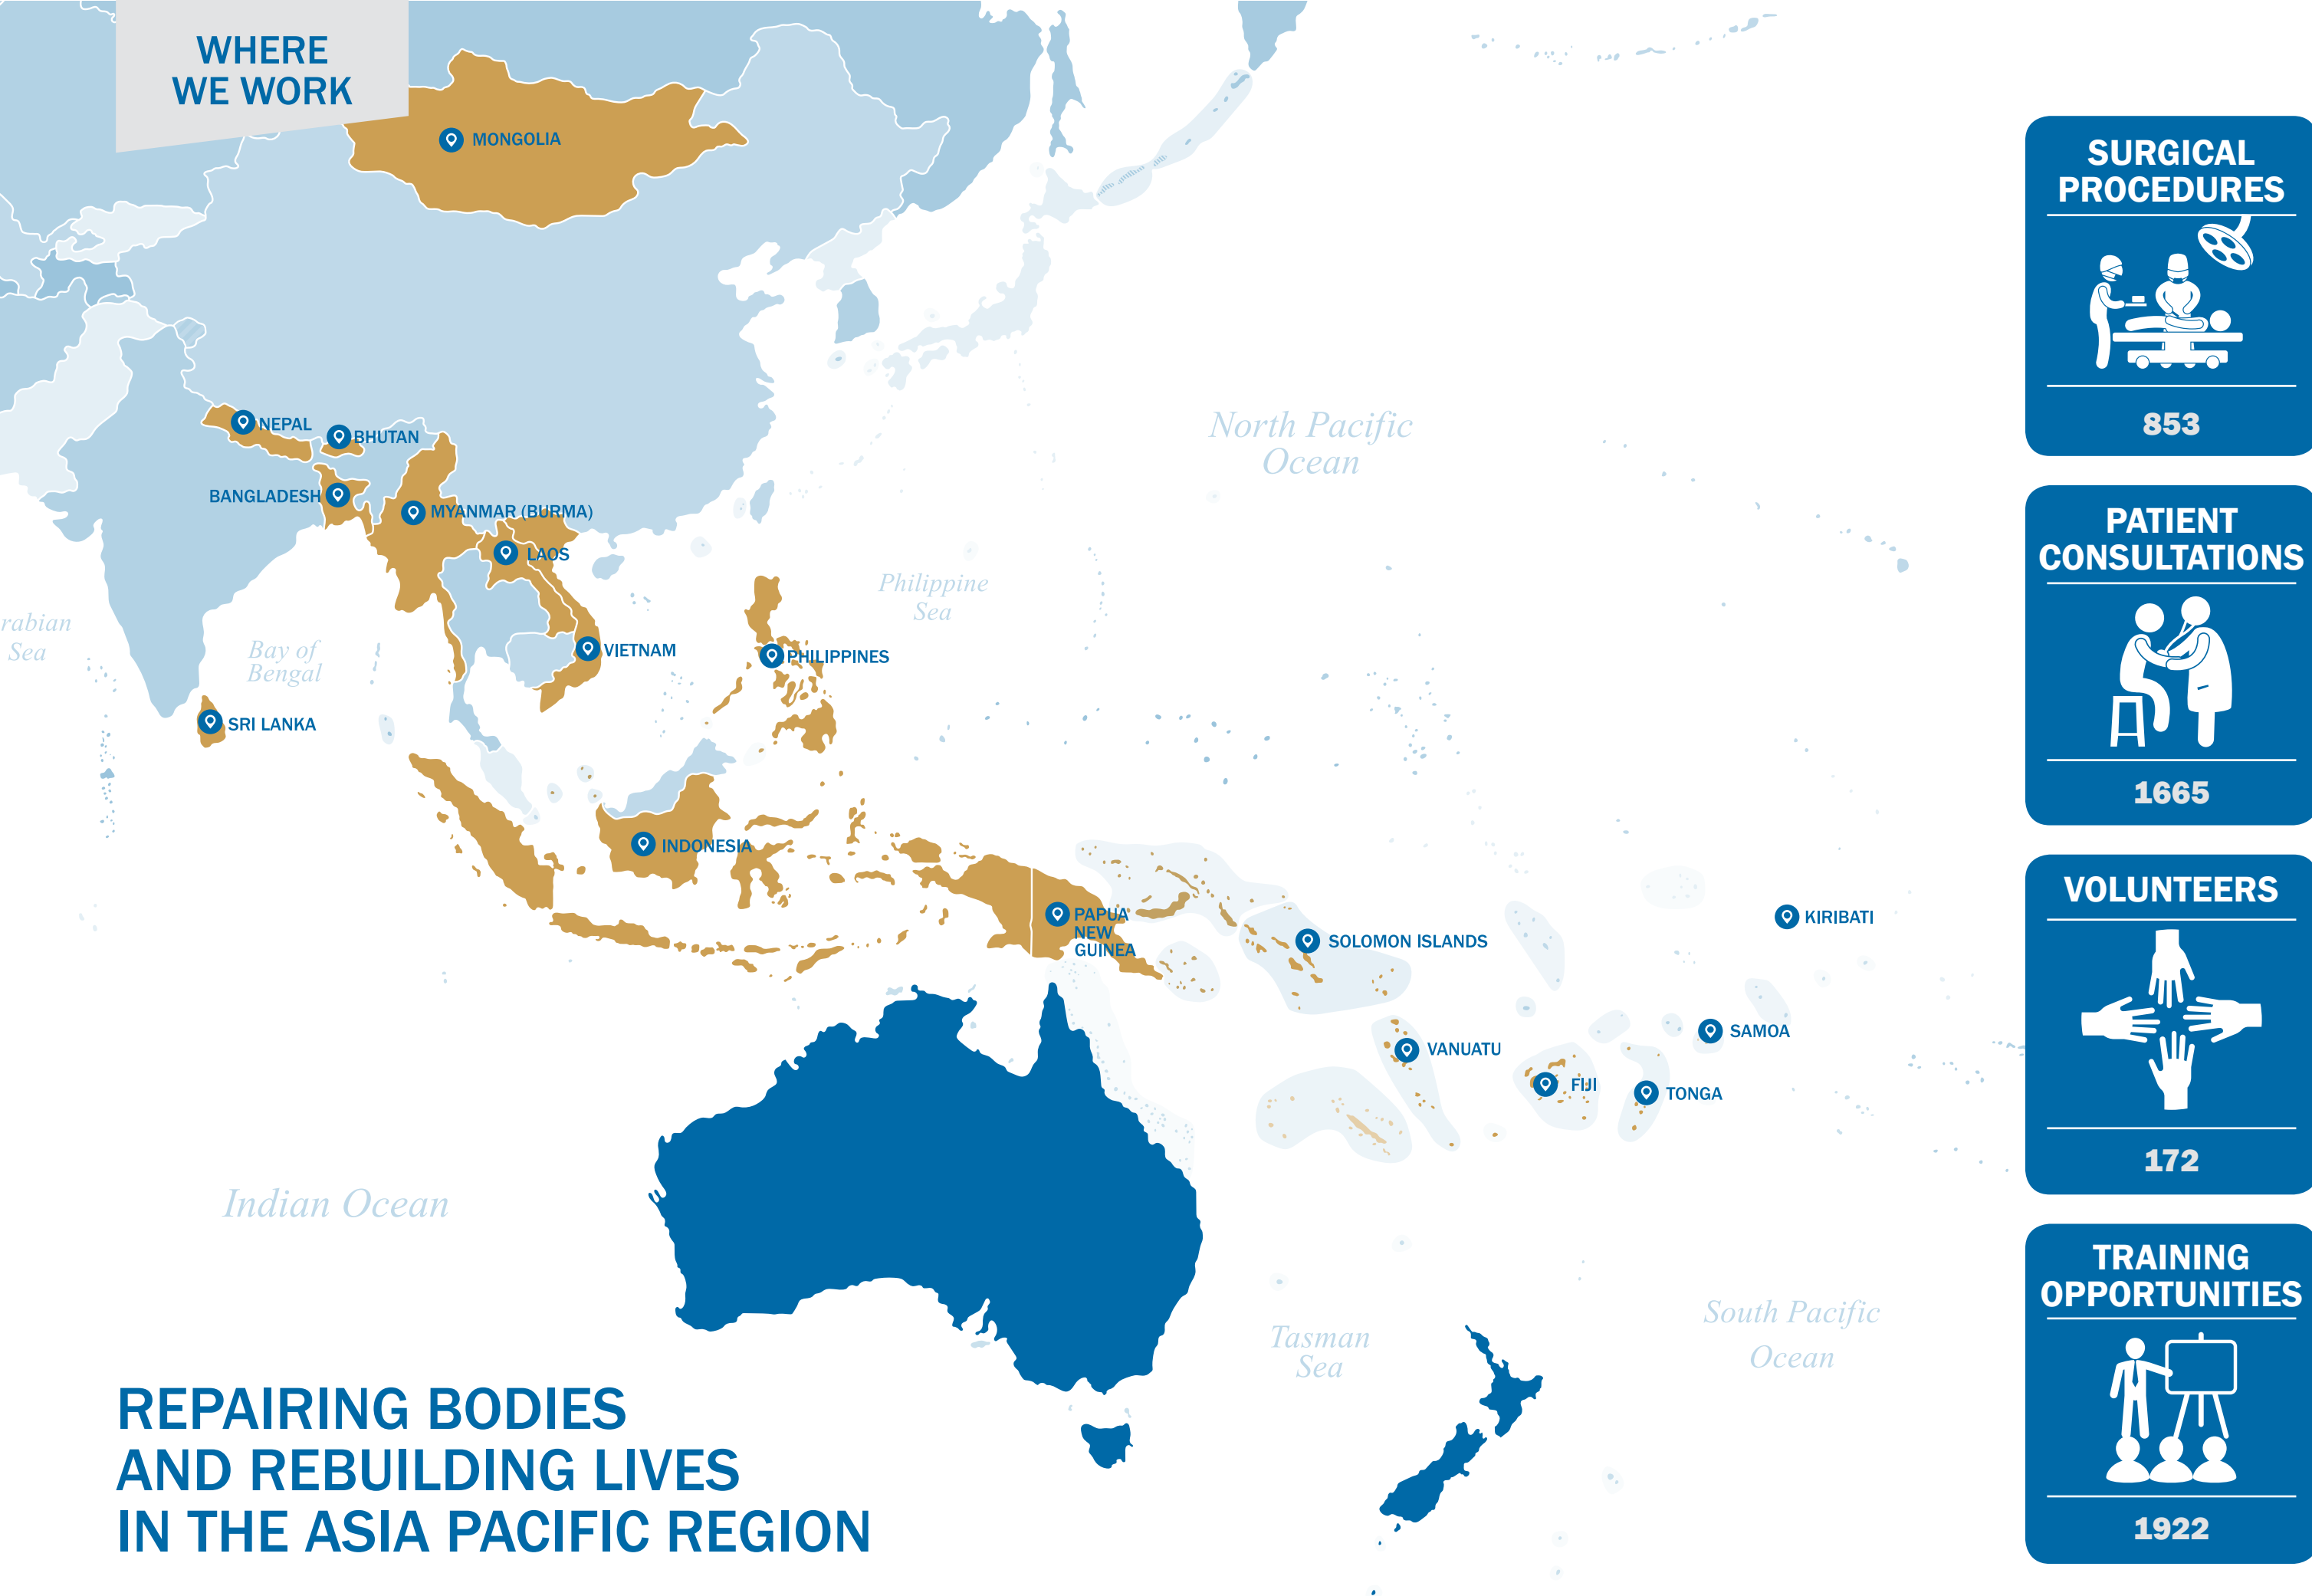 WHERE
WE WORK
MONGOLIA
NEPAL
BHUTAN
BANGLADESH
MYANMAR (BURMA)
LAOS
VIETNAM
PHILIPPINES
SRI LANKA
INDONESIA
PAPUA
NEW
GUINEA
SOLOMON ISLANDS
KIRIBATI
SAMOA
VANUATU
FIJI
TONGA
North Pacific
Ocean
Philippine
Sea
rabian
Sea
Bay of
Bengal
Indian Ocean
Tasman
Sea
South Pacific
Ocean
REPAIRING BODIES
AND REBUILDING LIVES
IN THE ASIA PACIFIC REGION
SURGICAL
PROCEDURES
853
PATIENT
CONSULTATIONS
1665
VOLUNTEERS
172
TRAINING
OPPORTUNITIES
1922